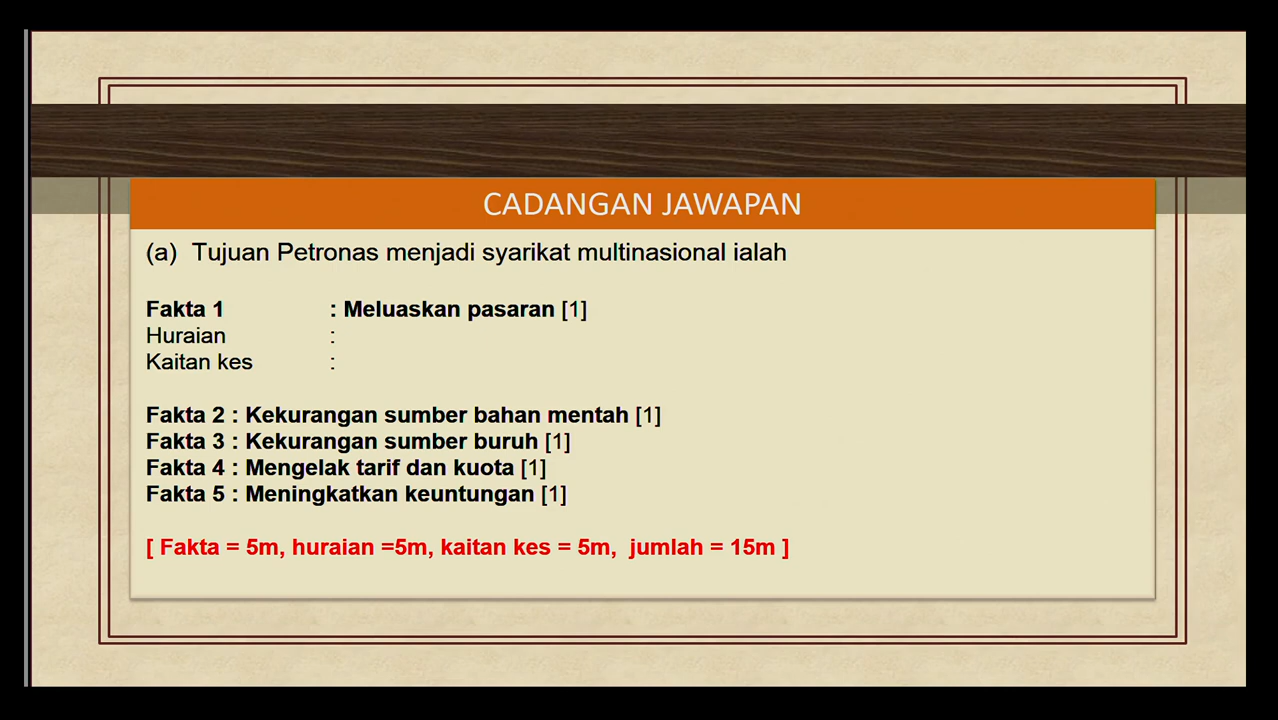 CADANGAN JAWAPAN
(a) Tujuan Petronas menjadi syarikat multinasional ialah
Fakta 1 : Meluaskan pasaran [1]
Huraian :
Kaitan kes :
Fakta 2 : Kekurangan sumber bahan mentah [1]
Fakta 3 : Kekurangan sumber buruh [1]
Fakta 4 : Mengelak tarif dan kuota [1]
Fakta 5 : Meningkatkan keuntungan [1]
[ Fakta = 5m, huraian =5m, kaitan kes = 5m, jumlah = 15m ]